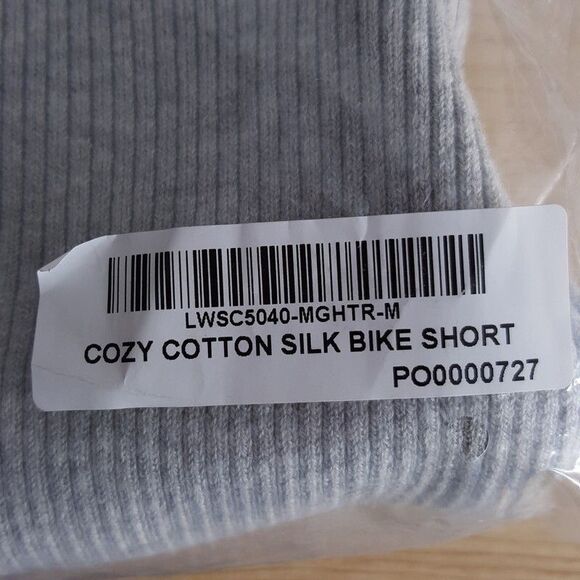 LWSC5040-MGHTR-M
COZY COTTON SILK BIKE SHORT
PO0000727